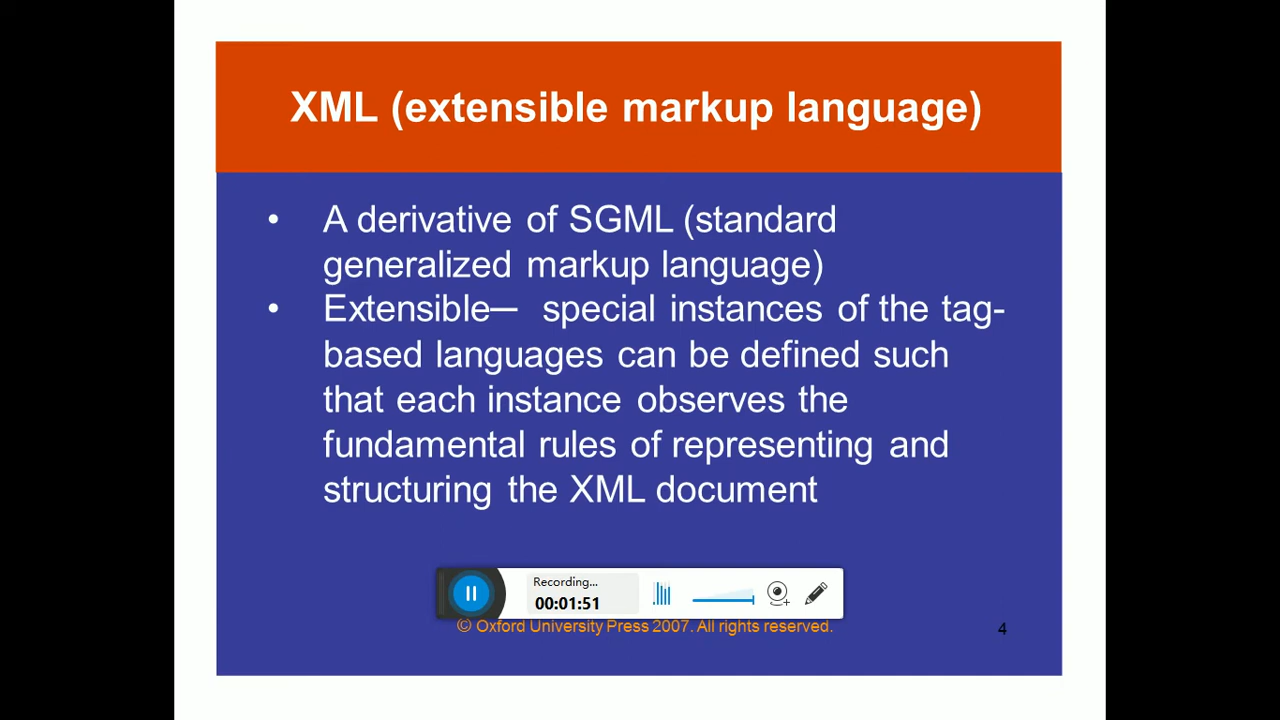 XML (extensible markup language)
• A derivative of SGML (standard
generalized markup language)
• Extensible— special instances of the tag-
based languages can be defined such
that each instance observes the
fundamental rules of representing and
structuring the XML document
Recording...
00:01:51
© Oxford University Press 2007. All rights reserved.
4